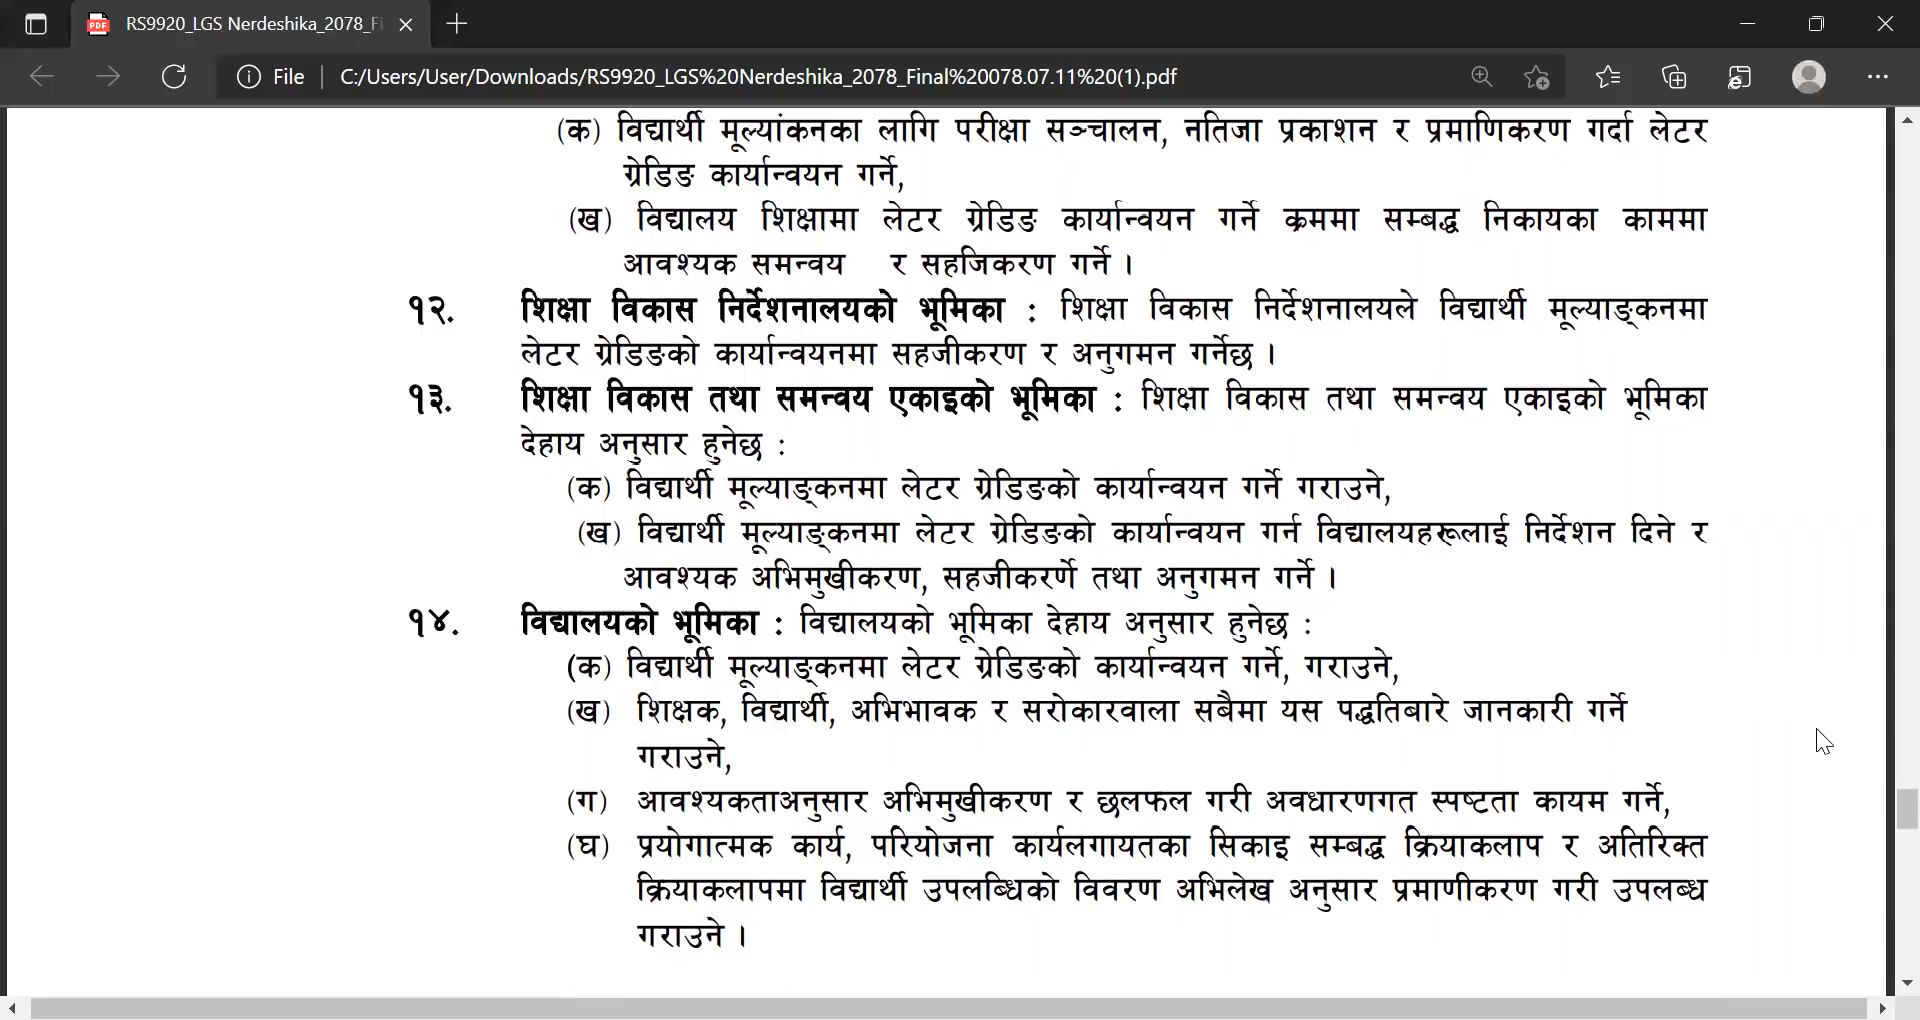 RS9920_LGS Nerdeshika_2078_Fi
File C:/Users/User/Downloads/RS9920_LGS%20Nerdeshika_2078_Final%20078.07.11%20(1).pdf
(क) विद्यार्थी मूल्यांकनका लागि परीक्षा सञ्चालन, नतिजा प्रकाशन र प्रमाणिकरण गर्दा लेटर
ग्रेडिङ कार्यान्वयन गर्ने,
(ख) विद्यालय शिक्षामा लेटर ग्रेडिङ कार्यान्वयन गर्ने क्रममा सम्बद्ध निकायका काममा
आवश्यक समन्वय र सहजिकरण गर्ने ।
१२. शिक्षा विकास निर्देशनालयको भूमिका : शिक्षा विकास निर्देशनालयले विद्यार्थी मूल्याङ्कनमा
लेटर ग्रेडिङको कार्यान्वयनमा सहजीकरण र अनुगमन गर्नेछ ।
१३. शिक्षा विकास तथा समन्वय एकाइको भूमिका : शिक्षा विकास तथा समन्वय एकाइको भूमिका
देहाय अनुसार हुनेछ :
(क) विद्यार्थी मूल्याङ्कनमा लेटर ग्रेडिङको कार्यान्वयन गर्ने गराउने,
(ख) विद्यार्थी मूल्याङ्कनमा लेटर ग्रेडिङको कार्यान्वयन गर्न विद्यालयहरूलाई निर्देशन दिने र
आवश्यक अभिमुखीकरण, सहजीकरर्ण तथा अनुगमन गर्ने ।
१४. विद्यालयको भूमिका : विद्यालयको भूमिका देहाय अनुसार हुनेछ :
(क) विद्यार्थी मूल्याङ्कनमा लेटर ग्रेडिङको कार्यान्वयन गर्ने, गराउने,
(ख) शिक्षक, विद्यार्थी, अभिभावक र सरोकारवाला सबैमा यस पद्धतिबारे जानकारी गर्ने
गराउने,
(ग) आवश्यकताअनुसार अभिमुखीकरण र छलफल गरी अवधारणगत स्पष्टता कायम गर्ने,
(घ) प्रयोगात्मक कार्य, परियोजना कार्यलगायतका सिकाइ सम्बद्ध क्रियाकलाप र अतिरिक्त
क्रियाकलापमा विद्यार्थी उपलब्धिको विवरण अभिलेख अनुसार प्रमाणीकरण गरी उपलब्ध
गराउने ।